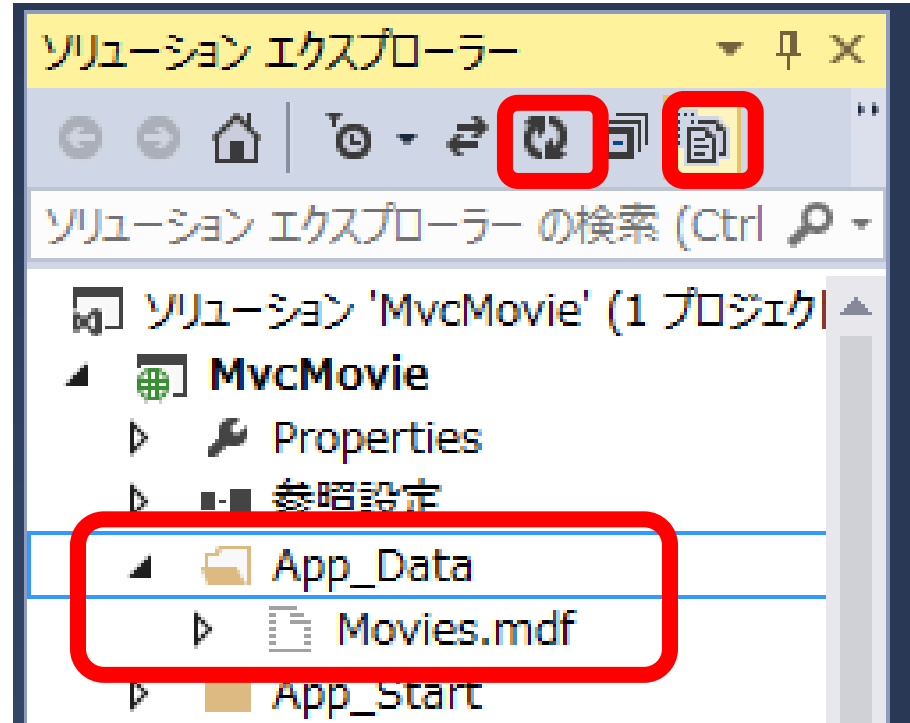 ソリューション エクスプローラー
ソリューション エクスプローラー の検索 (Ctrl
ソリューション 'MvcMovie' (1 プロジェク
MvcMovie
Properties
参照設定
App_Data
Movies.mdf
App_Start